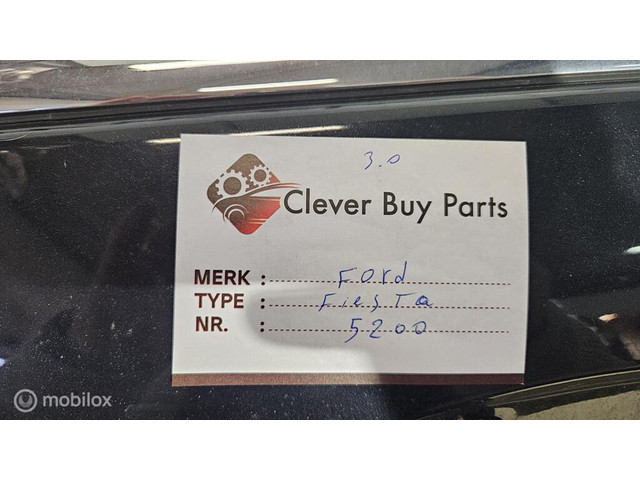 3.0
Clever Buy Parts
MERK : Ford
TYPE : Fiesta
NR. : 5200
mobilox